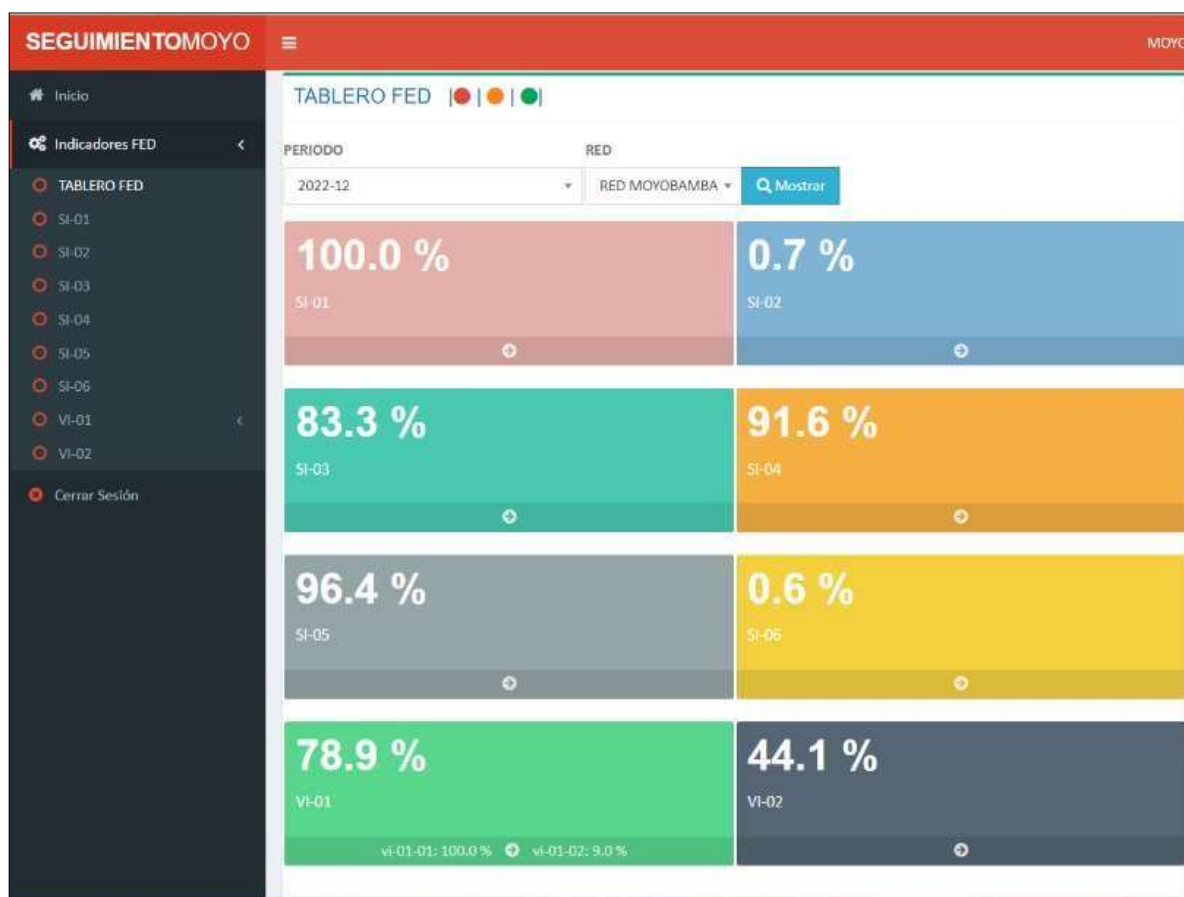 SEGUIMIENTOMOYO
MOYO
Inicio
Indicadores FED
TABLERO FED
SI-01
SI-02
SI-03
SI-04
SI-05
SI-06
VI-01
VI-02
Cerrar Sesión
TABLERO FED
PERIODO RED
2022-12 RED MOYOBAMBA Mostrar
100.0 %
SI-01
0.7 %
SI-02
83.3 %
SI-03
91.6 %
SI-04
96.4 %
SI-05
0.6 %
SI-06
78.9 %
VI-01
vi-01-01: 100.0 % vi-01-02: 9.0 %
44.1 %
VI-02